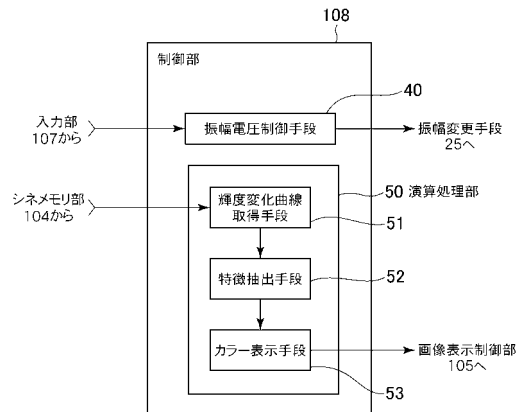 108
制御部
40
入力部
107から
振幅電圧制御手段
振幅変更手段
25へ
シネメモリ部
104から
50 演算処理部
輝度変化曲線
取得手段
51
特徴抽出手段
52
カラー表示手段
53
画像表示制御部
105へ